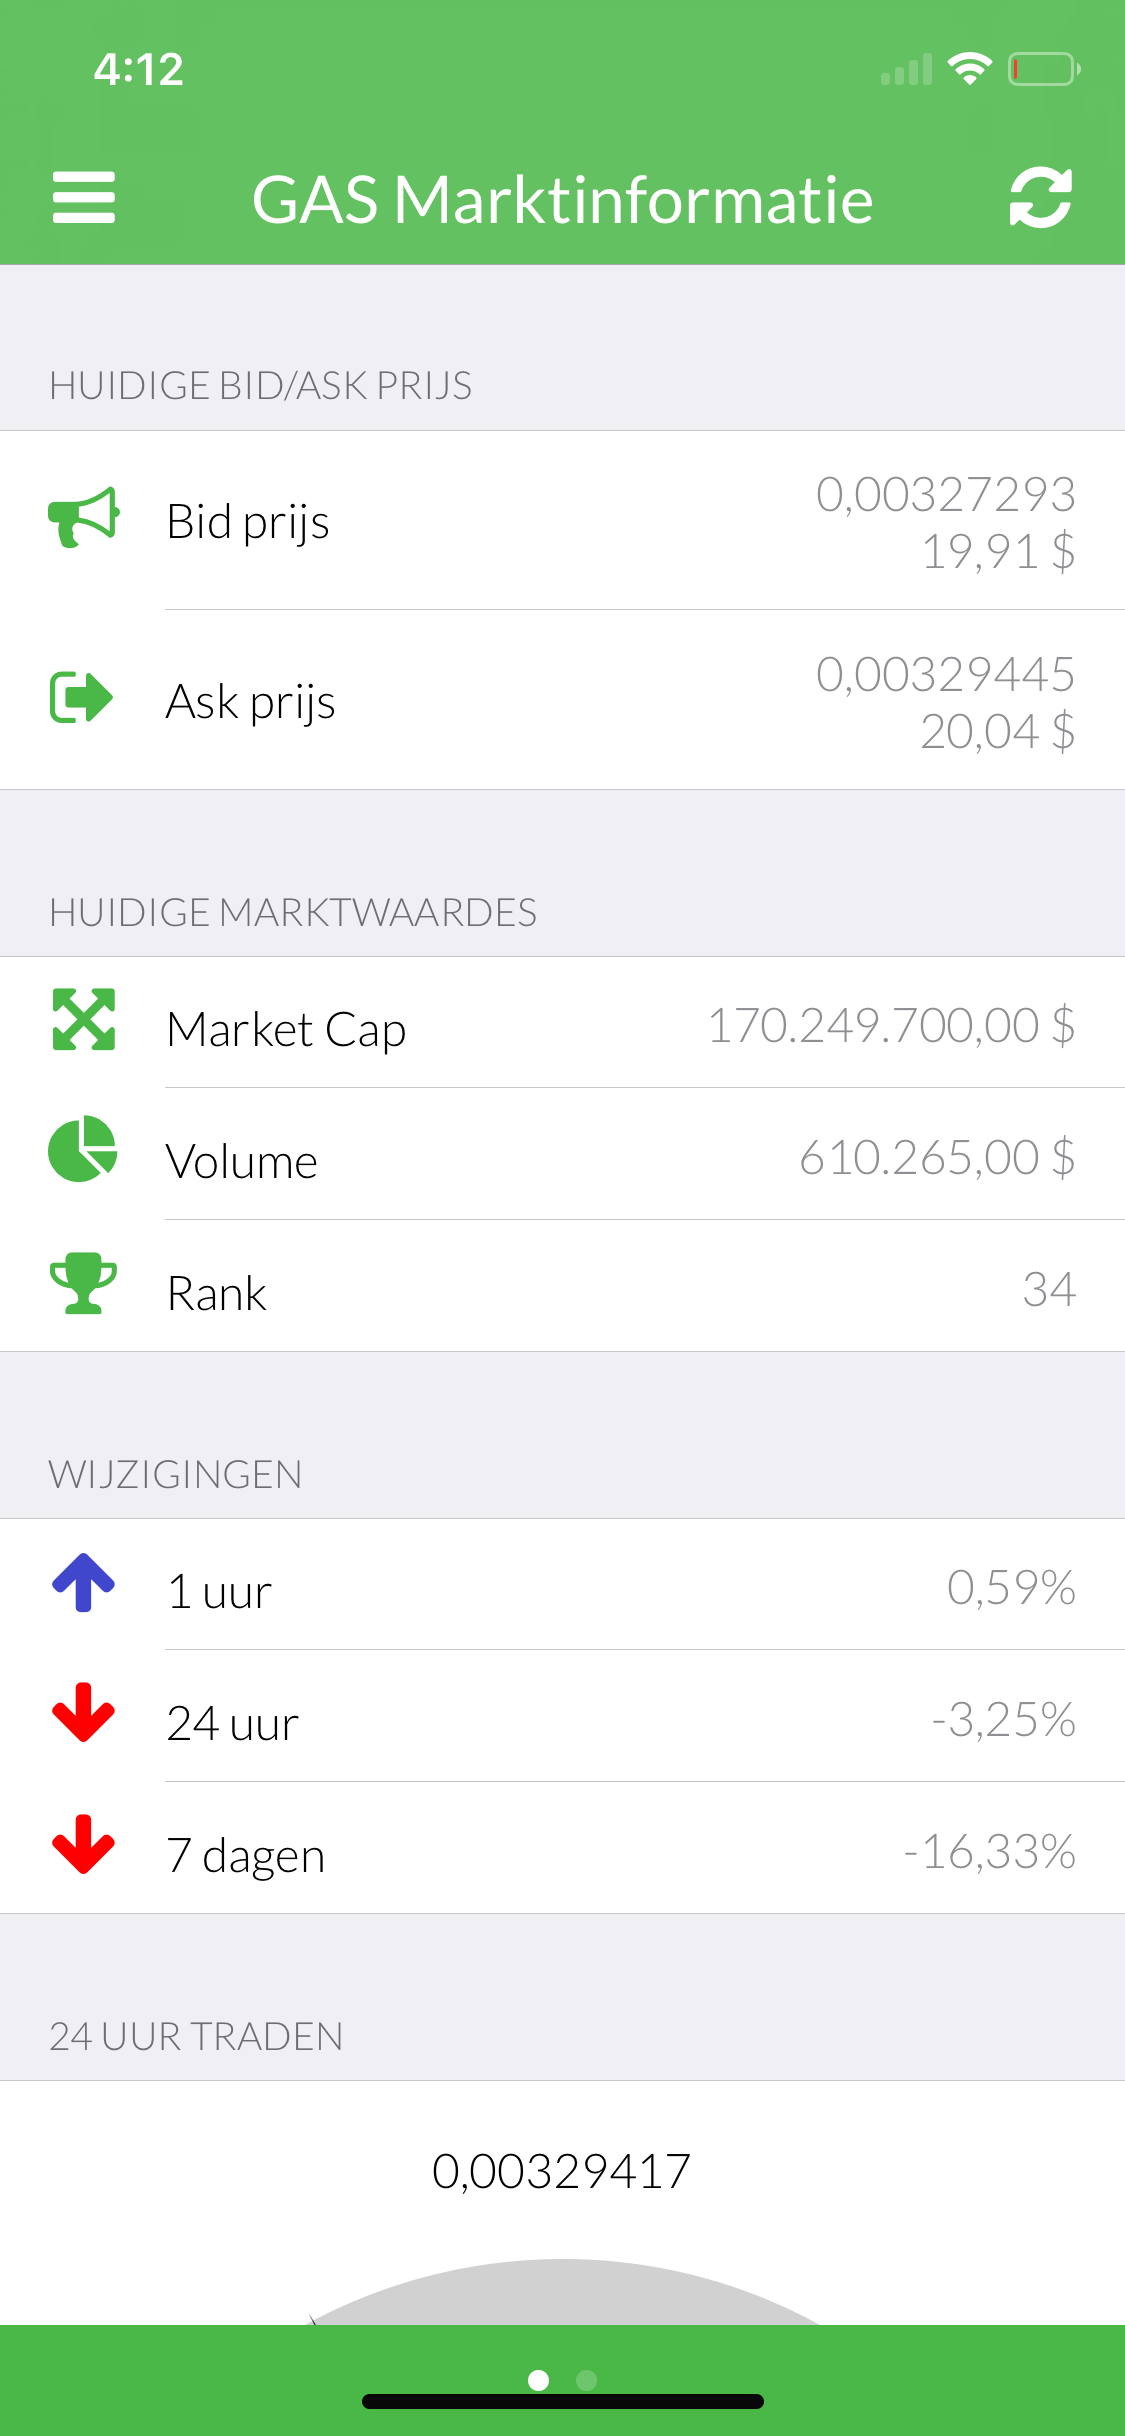 4:12
GAS Marktinformatie
HUIDIGE BID/ASK PRIJS
Bid prijs
0,00327293
19,91 $
Ask prijs
0,00329445
20,04 $
HUIDIGE MARKTWAARDES
Market Cap
170.249.700,00 $
Volume
610.265,00 $
Rank
34
WIJZIGINGEN
1 uur
0,59%
24 uur
-3,25%
7 dagen
-16,33%
24 UUR TRADEN
0,00329417